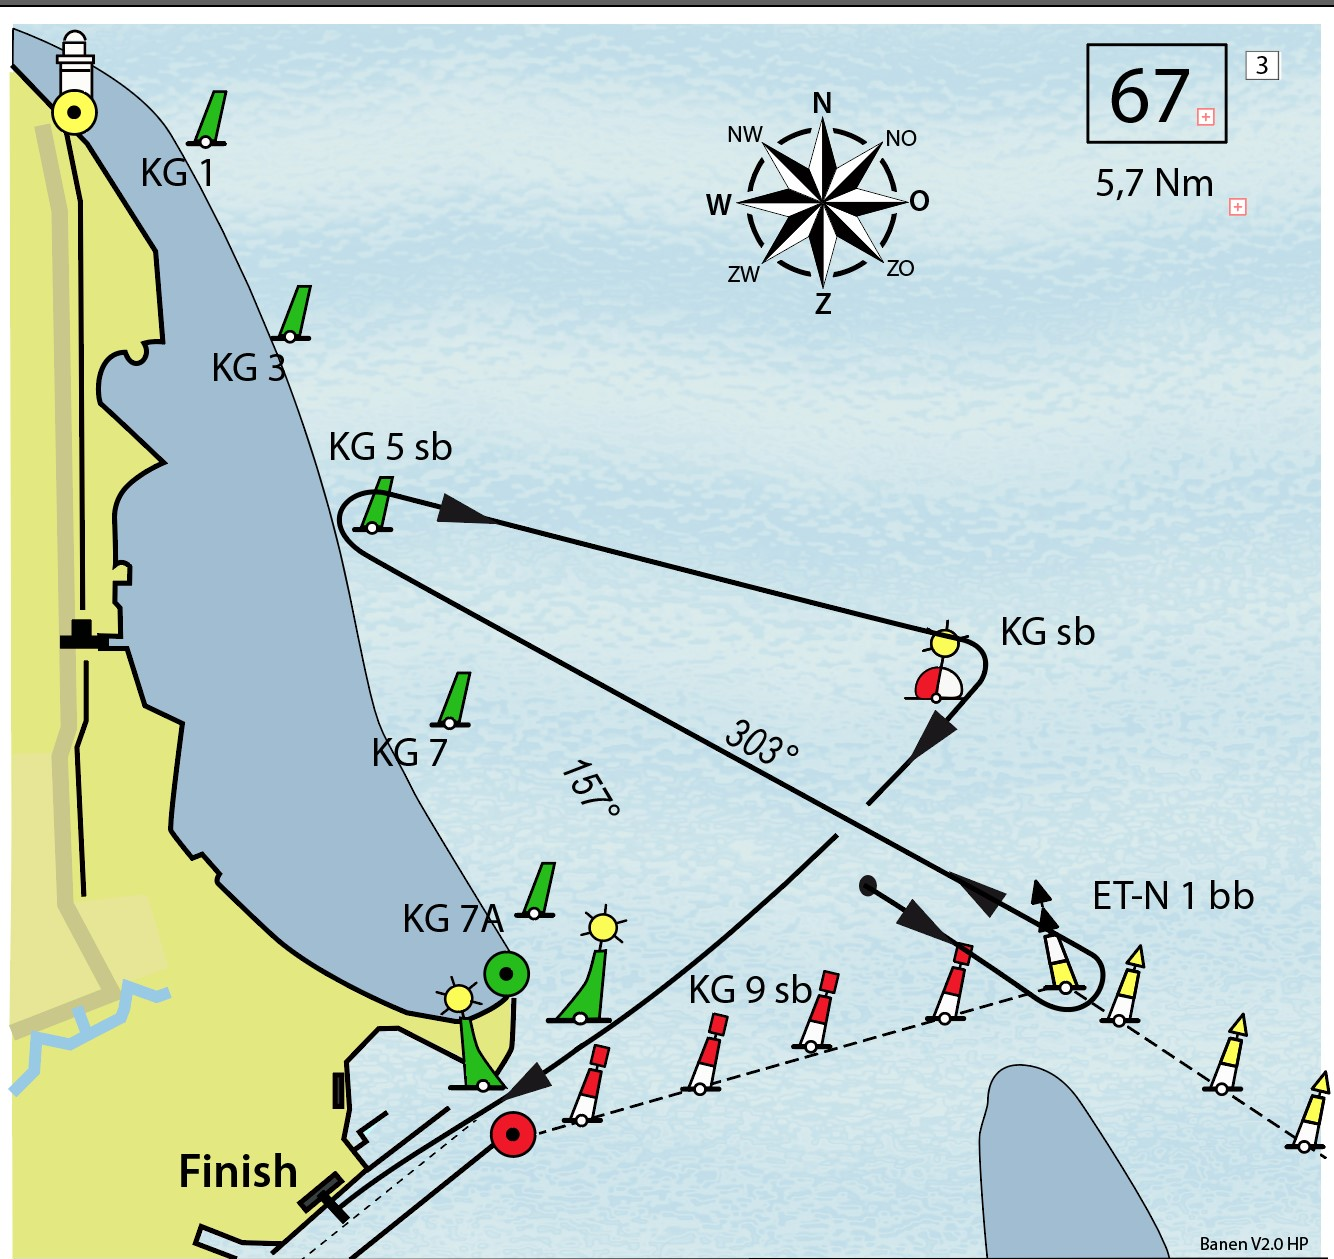 3
67
5,7 Nm
N
NW
NO
W
O
ZW
ZO
Z
KG 1
KG 3
KG 5 sb
KG sb
303°
KG 7
157°
ET-N 1 bb
KG 7A
KG 9 sb
Finish
Banen V2.0 HP